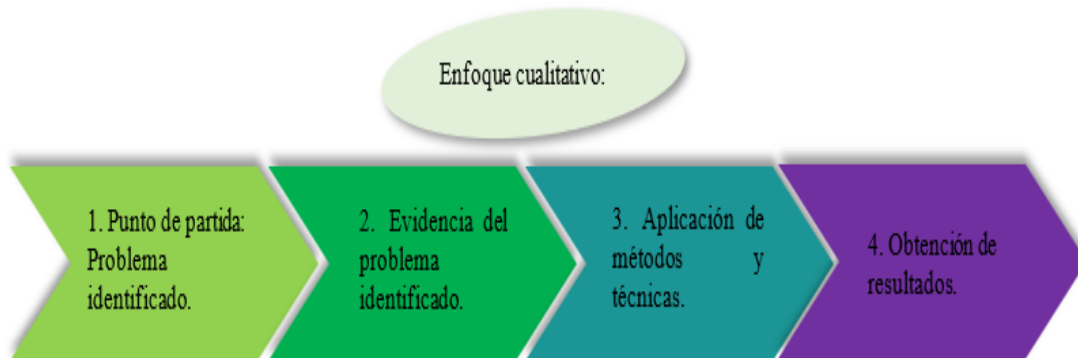 Enfoque cualitativo:
1. Punto de partida:
Problema
identificado.
2. Evidencia del
problema
identificado.
3. Aplicación de
métodos y
técnicas.
4. Obtención de
resultados.